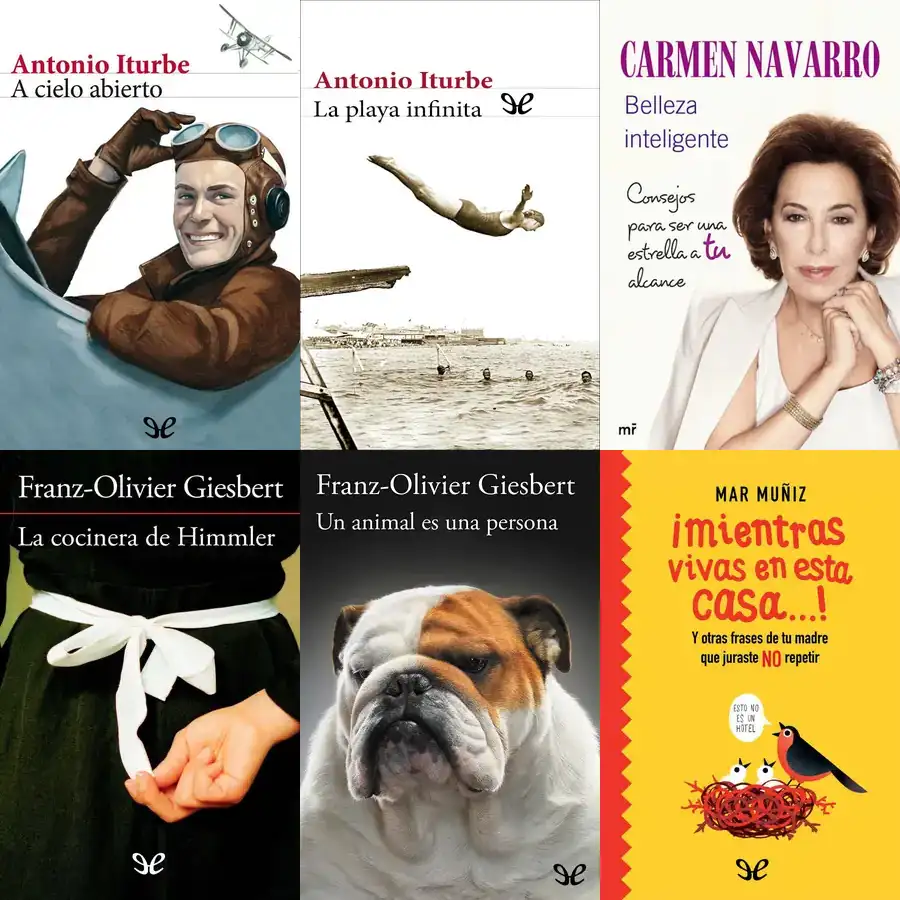 Antonio Iturbe
A cielo abierto
Antonio Iturbe
La playa infinita
CARMEN NAVARRO
Belleza
inteligente
Consejos
para ser una
estrella a tu
alcance
mr
Franz-Olivier Giesbert
La cocinera de Himmler
Franz-Olivier Giesbert
Un animal es una persona
MAR MUÑIZ
¡mientras
vivas en esta
casa...!
Y otras frases de tu madre
que juraste NO repetir
ESTO NO
ES UN
HOTEL